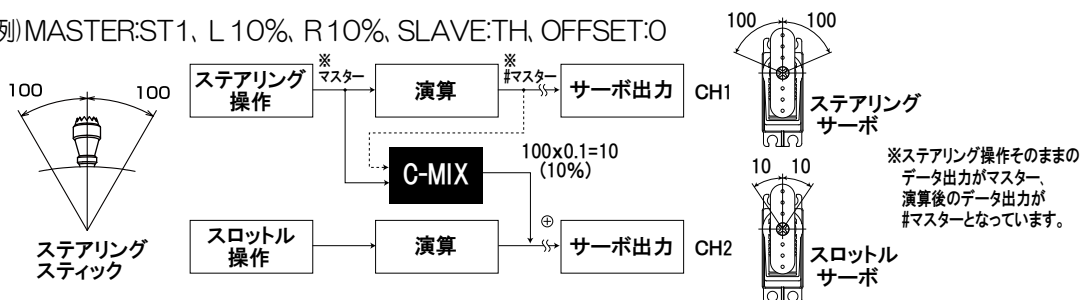 例)MASTER:ST1、L 10%、R10%、SLAVE:TH、OFFSET:0
100 100
ステアリング
スティック
ステアリング
操作
※
マスター
演算
※
#マスター
サーボ出力
CH1
C-MIX
100x0.1=10
(10%)
スロットル
操作
演算
⊕
サーボ出力
CH2
100 100
ステアリング
サーボ
10 10
スロットル
サーボ
※ステアリング操作そのままの
データ出力がマスター、
演算後のデータ出力が
#マスターとなっています。